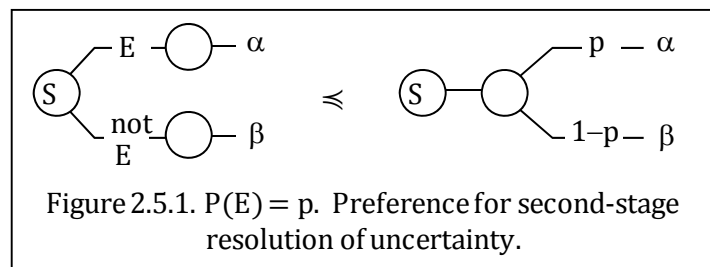 E α p α
S ≼ S
not
E β 1–p β
Figure 2.5.1. P(E) = p. Preference for second-stage
resolution of uncertainty.